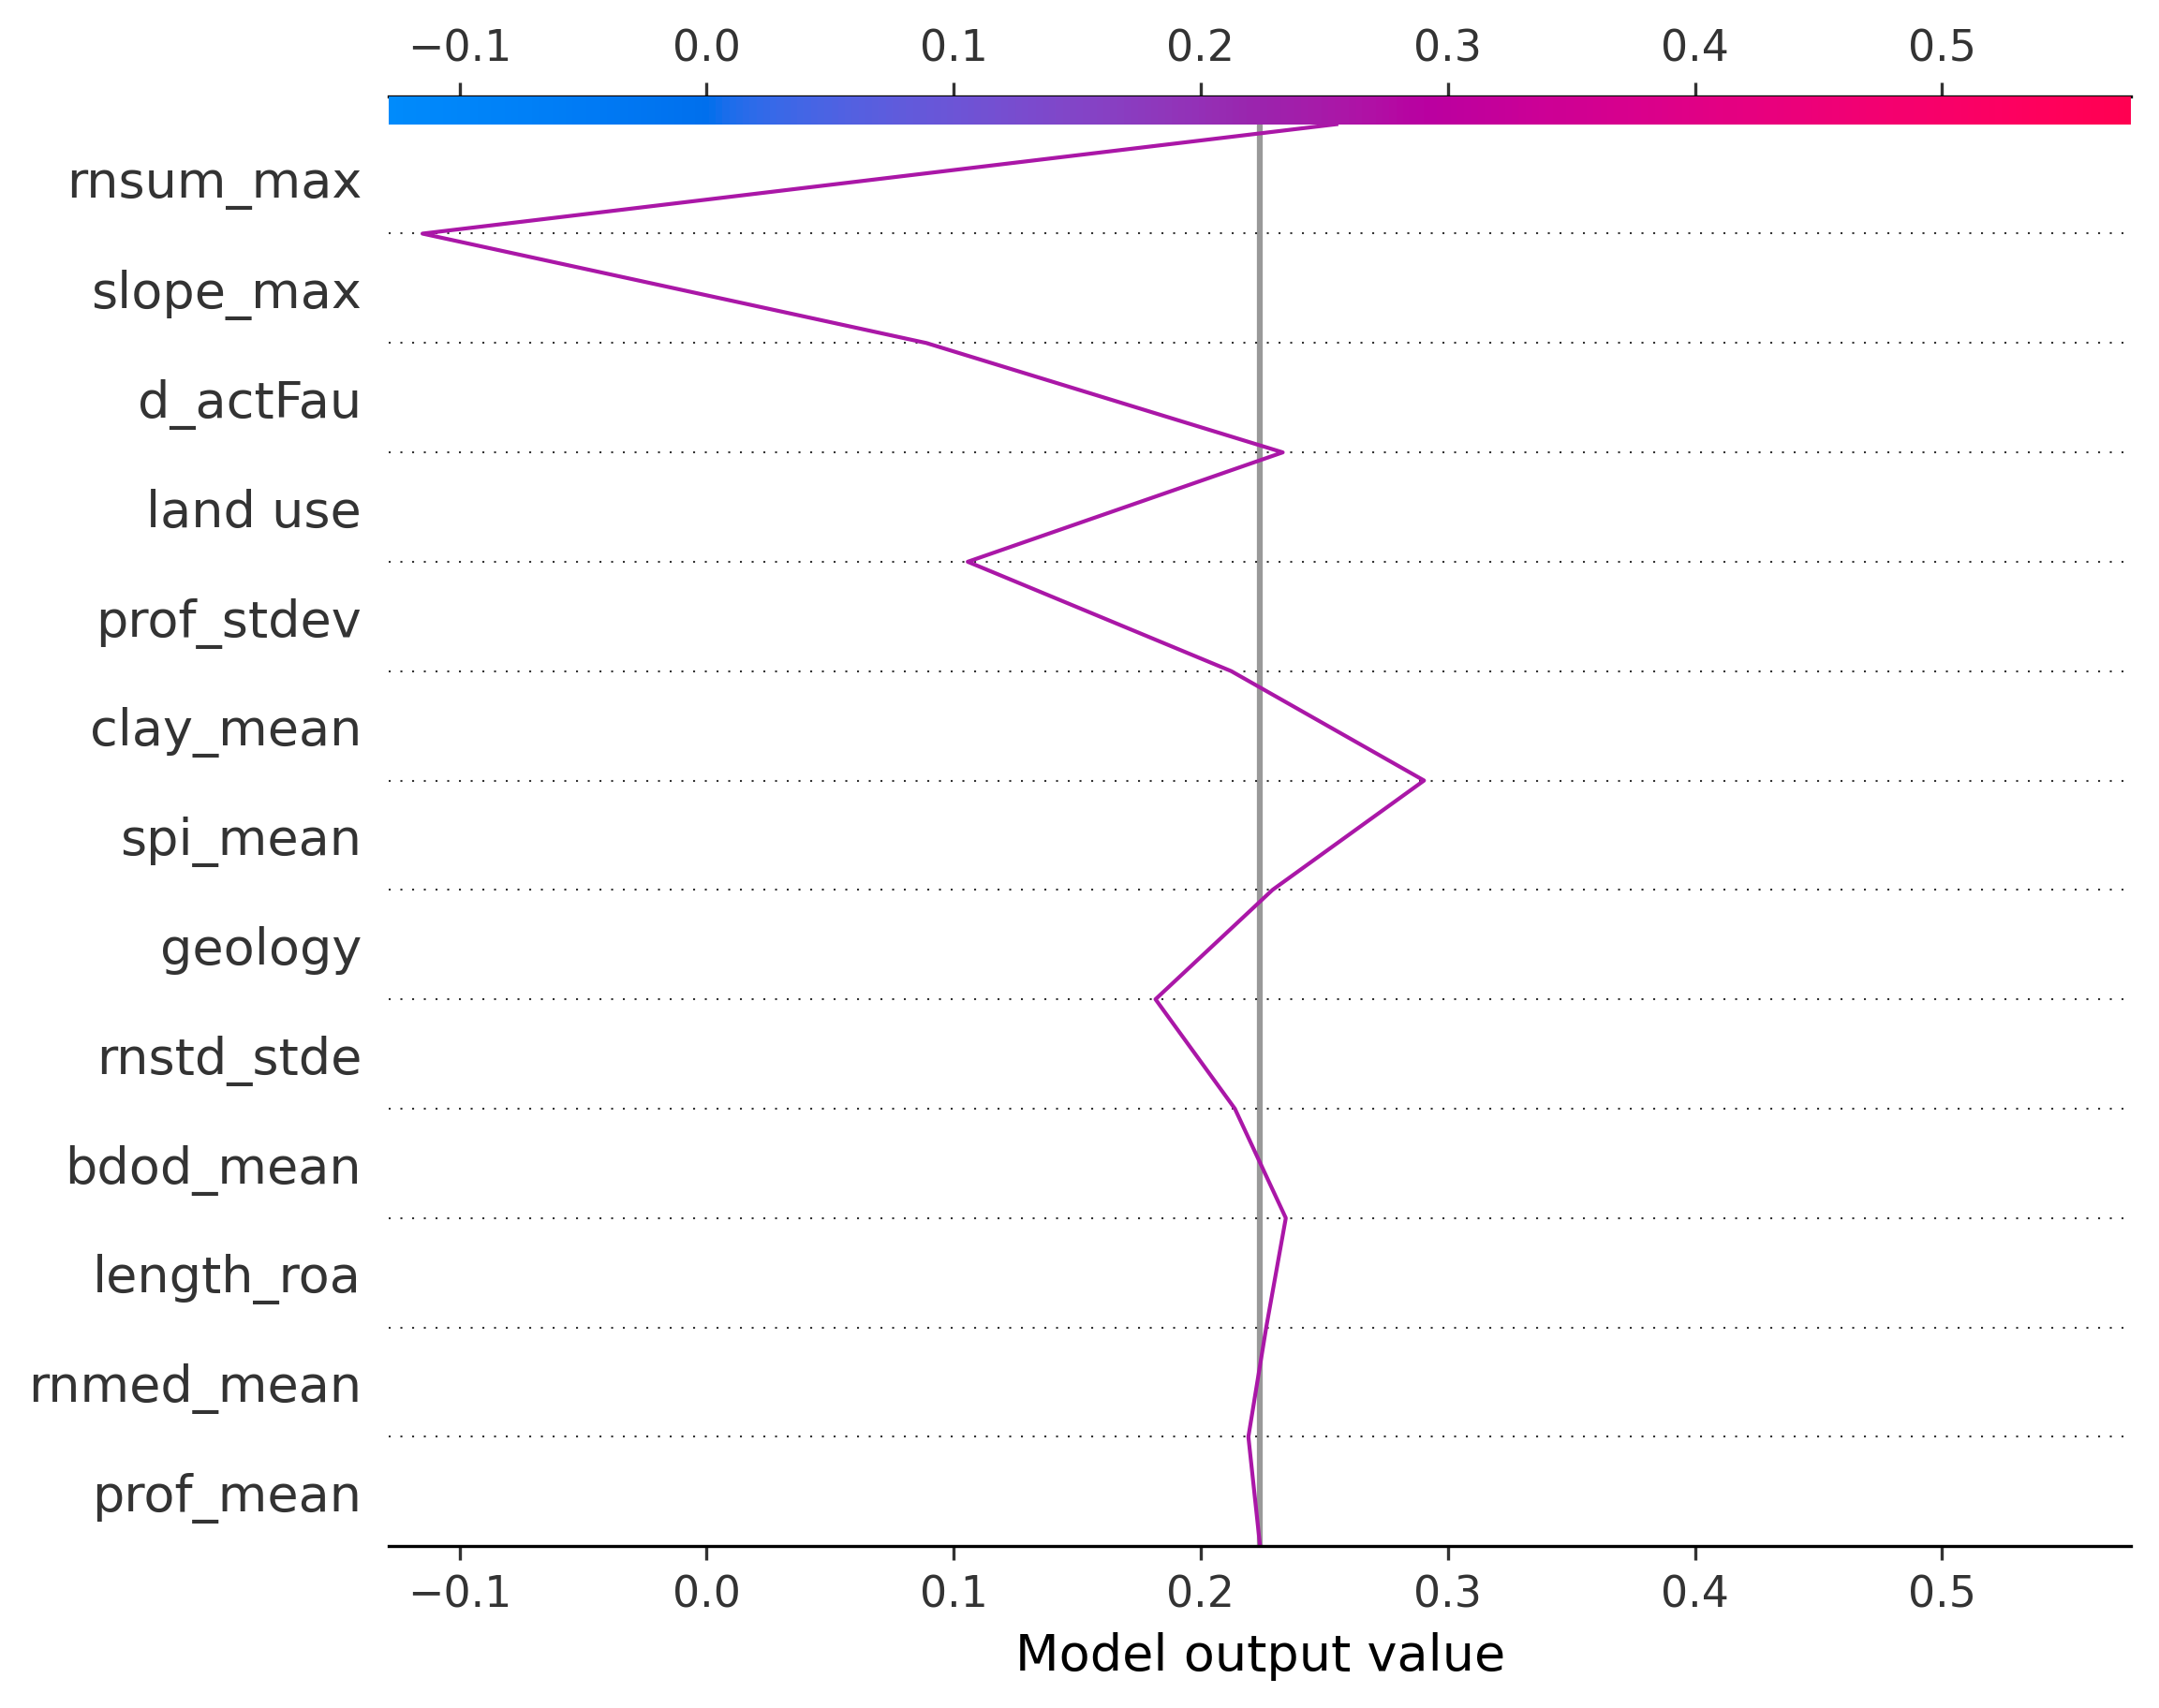 −0.1 0.0 0.1 0.2 0.3 0.4 0.5
rnsum_max
slope_max
d_actFau
land use
prof_stdev
clay_mean
spi_mean
geology
rnstd_stde
bdod_mean
length_roa
rnmed_mean
prof_mean
−0.1 0.0 0.1 0.2 0.3 0.4 0.5
Model output value